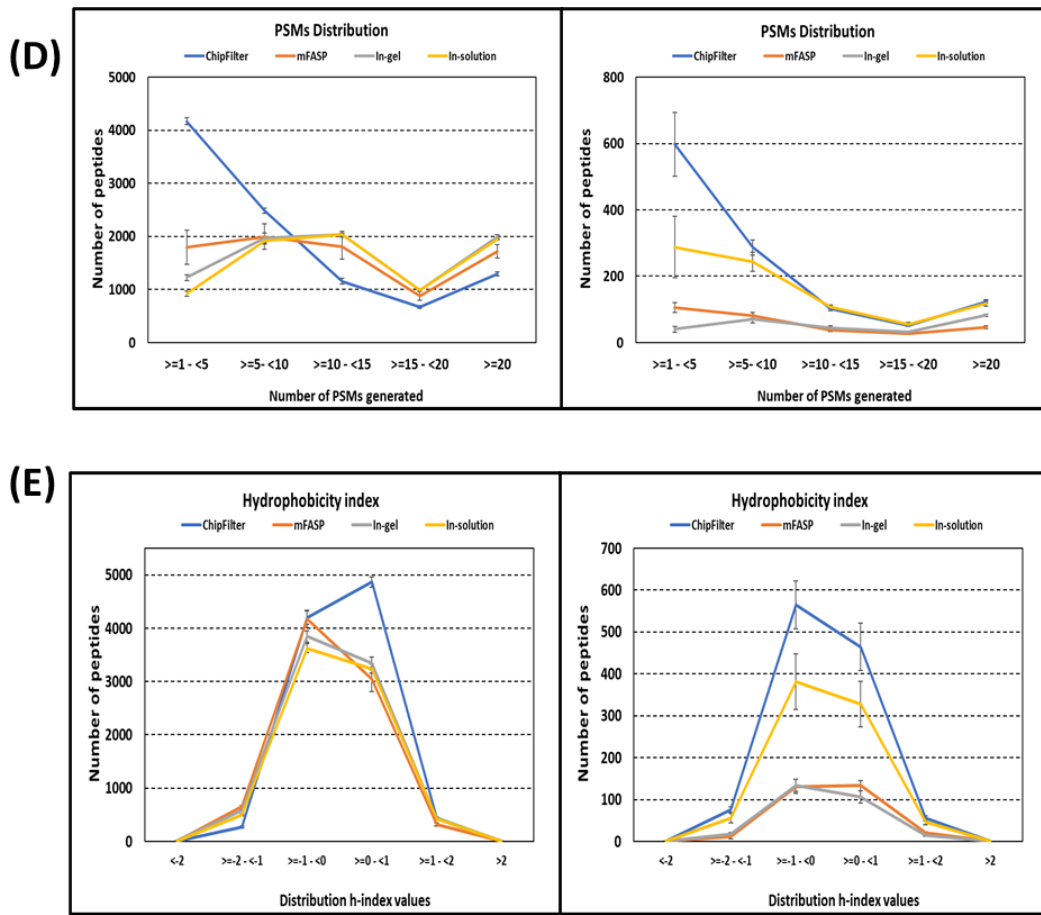 (D)
PSMs Distribution
ChipFilter mFASP In-gel In-solution
Number of peptides
5000
4000
3000
2000
1000
0
>=1 - <5 >=5- <10 >=10 - <15 >=15 - <20 >=20
Number of PSMs generated
PSMs Distribution
ChipFilter mFASP In-gel In-solution
Number of peptides
800
600
400
200
0
>=1 - <5 >=5 - <10 >=10 - <15 >=15 - <20 >=20
Number of PSMs generated
(E)
Hydrophobicity index
ChipFilter mFASP In-gel In-solution
Number of peptides
5000
4000
3000
2000
1000
0
<-2 >=-2 - <-1 >=-1 - <0 >=0 - <1 >=1 - <2 >2
Distribution h-index values
Hydrophobicity index
ChipFilter mFASP In-gel In-solution
Number of peptides
700
600
500
400
300
200
100
0
<-2 >=-2 - <-1 >=-1 - <0 >=0 - <1 >=1 - <2 >2
Distribution h-index values